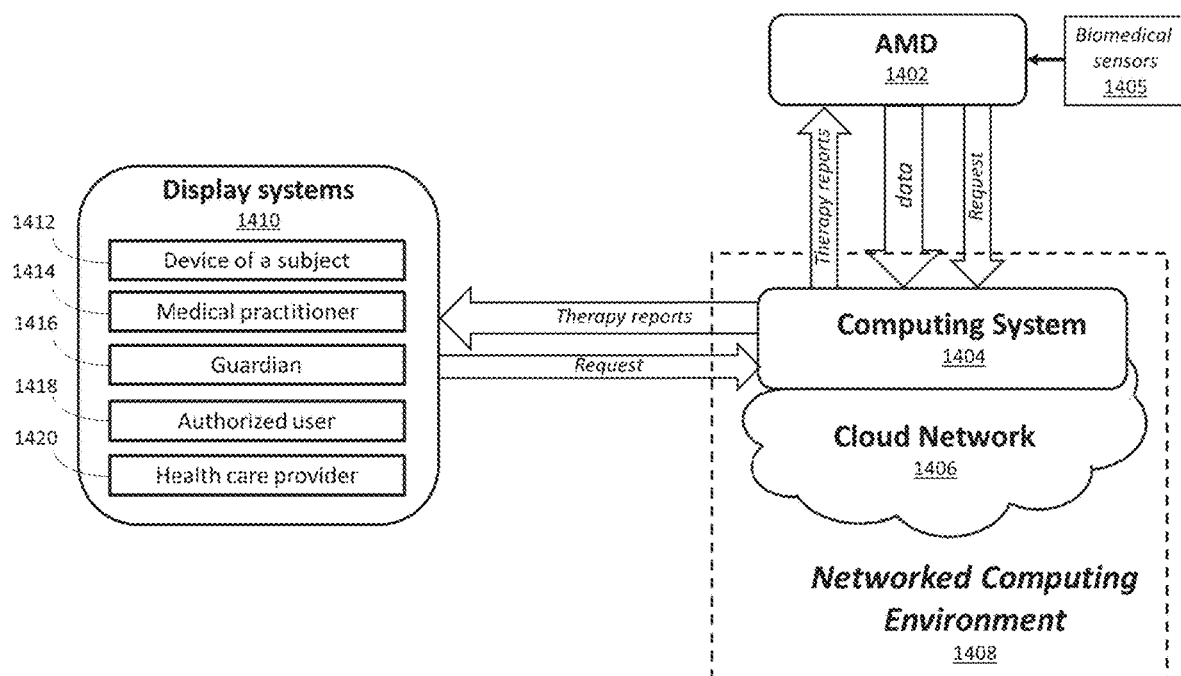 AMD
1402
Biomedical
sensors
1405
Therapy reports
data
Request
Display systems
1410
1412
Device of a subject
1414
Medical practitioner
1416
Guardian
1418
Authorized user
1420
Health care provider
Therapy reports
Request
Computing System
1404
Cloud Network
1406
Networked Computing
Environment
1408